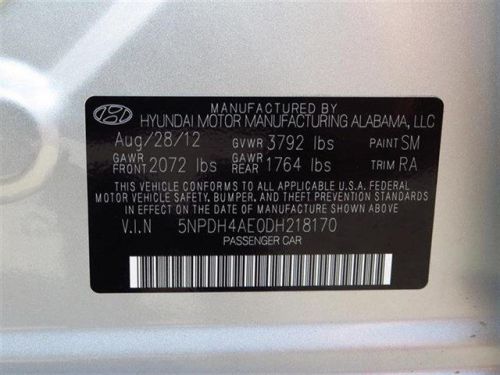 MANUFACTURED BY
HYUNDAI MOTOR MANUFACTURING ALABAMA, LLC
Aug/28/12 GVWR 3792 lbs PAINT SM
GAWR FRONT 2072 lbs GAWR REAR 1764 lbs TRIM RA
THIS VEHICLE CONFORMS TO ALL APPLICABLE U.S.A. FEDERAL
MOTOR VEHICLE SAFETY, BUMPER, AND THEFT PREVENTION STANDARDS
IN EFFECT ON THE DATE OF MANUFACTURE SHOWN ABOVE.
V.I.N 5NPDH4AE0DH218170
PASSENGER CAR